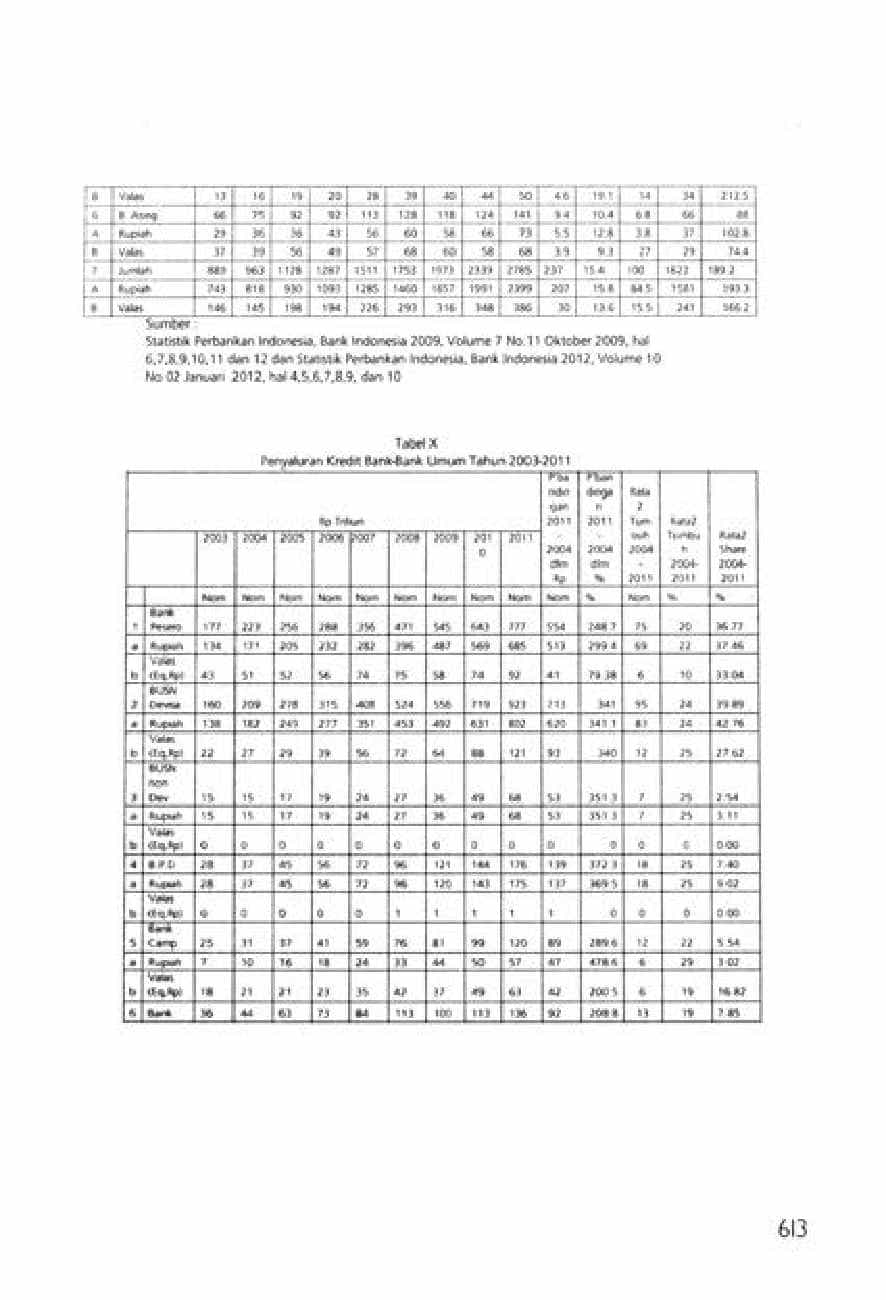 B Valas 13 16 19 20 28 39 40 44 50 4.6 19.1 14 34 212.5
6 B. Asing 66 75 92 92 113 128 118 124 141 9.4 10.4 6.8 66 88
A Rupiah 29 36 36 43 56 60 58 66 73 5.5 12.8 3.8 37 102.8
B Valas 37 39 56 49 57 68 60 58 68 3.9 9.3 27 29 74.4
7 Jumlah 889 963 1128 1287 1511 1753 1973 2339 2785 237 15.4 100 1822 189.2
A Rupiah 743 818 930 1093 1285 1460 1657 1991 2399 207 15.8 84.5 1581 193.3
B Valas 146 145 198 194 226 293 316 348 386 30 13.6 15.5 241 166.2
Sumber :
Statistik Perbankan Indonesia, Bank Indonesia 2009, Volume 7 No.11 Oktober 2009, hal
6,7,8,9,10,11 dan 12 dan Statistik Perbankan Indonesia, Bank Indonesia 2012, Volume 10
No 02 Januari 2012, hal 4,5,6,7,8,9, dan 10
Tabel X
Penyaluran Kredit Bank-Bank Umum Tahun 2003-2011
P'ba P'ban
ndin dinga Rata
gan n 2
Rp Triliun 2011 2011 Tum Rata2
2003 2004 2005 2006 2007 2008 2009 201 2011 - - buh Tumbu Rata2
0 2004 2004 2004 h Share
dlm dlm - 2004- 2004-
Rp % 2011 2011 2011
Nom Nom Nom Nom Nom Nom Nom Nom Nom Nom % Nom % %
Bank
1 Pesero 177 223 256 288 356 471 545 643 777 554 248.7 75 20 36.77
a Rupiah 134 171 205 232 282 396 487 569 685 513 299.4 69 22 37.46
Valas
b (Eq.Rp) 43 51 52 56 74 75 58 74 92 41 79.38 6 10 33.04
BUSN
2 Devisa 160 209 278 315 408 524 556 719 923 713 341 95 24 39.89
a Rupiah 138 182 249 277 351 453 492 631 802 620 341.1 83 24 42.76
Valas
b (Eq.Rp) 22 27 29 39 56 72 64 88 121 93 340 12 25 27.62
BUSN
non
3 Dev 15 15 17 19 24 27 36 49 68 53 351.3 7 25 2.54
a Rupiah 15 15 17 19 24 27 36 49 68 53 351.3 7 25 3.11
Valas
b (Eq.Rp) 0 0 0 0 0 0 0 0 0 0 0 0 0 0.00
4 B.P.D 28 37 45 56 72 96 121 144 176 139 372.3 18 25 7.40
a Rupiah 28 37 45 56 72 96 120 143 175 137 369.5 18 25 9.02
Valas
b (Eq.Rp) 0 0 0 0 0 1 1 1 1 1 0 0 0 0.00
Bank
5 Camp 25 31 37 41 59 76 81 99 120 89 289.6 12 22 5.54
a Rupiah 7 10 16 18 24 33 44 50 57 47 478.6 6 29 3.02
Valas
b (Eq.Rp) 18 21 21 23 35 42 37 49 63 42 200.5 6 19 16.82
6 Bank 36 44 63 73 84 113 100 113 136 92 208.8 13 19 7.85
613